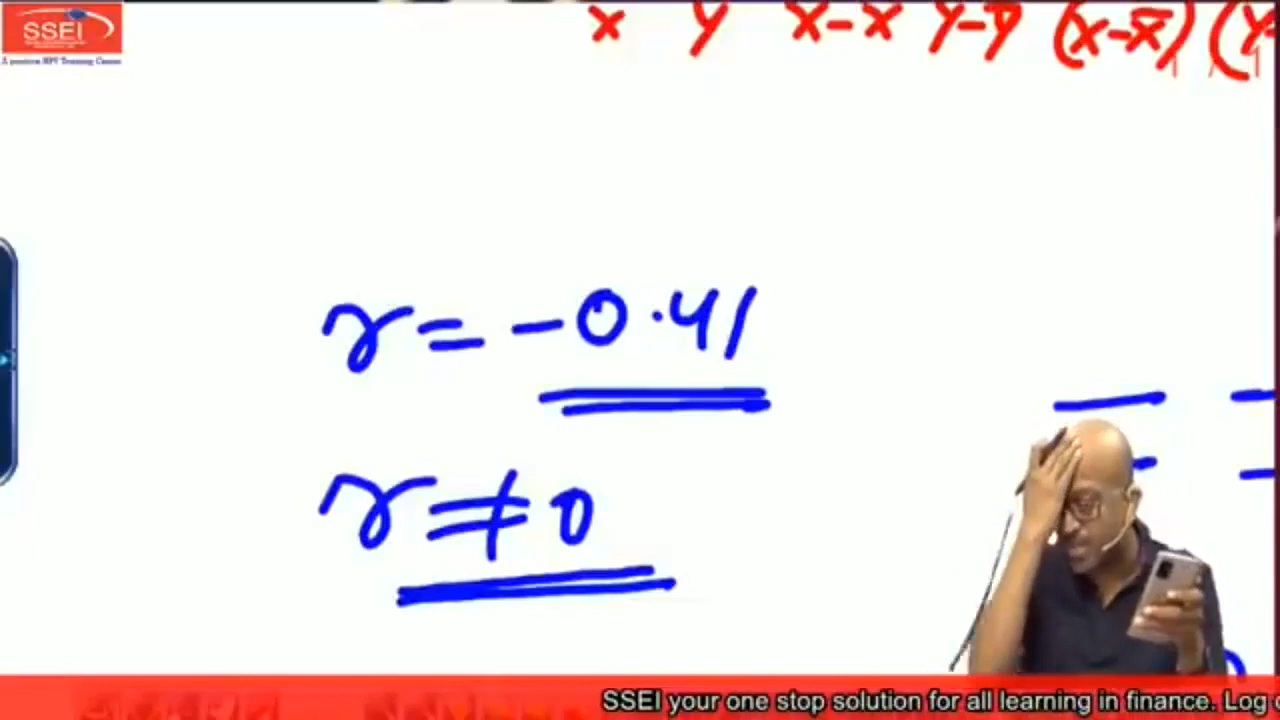 SSEI
x y x-x̄ y-ȳ (x-x̄) (y-
r = -0.41
r ≠ 0
SSEI your one stop solution for all learning in finance. Log